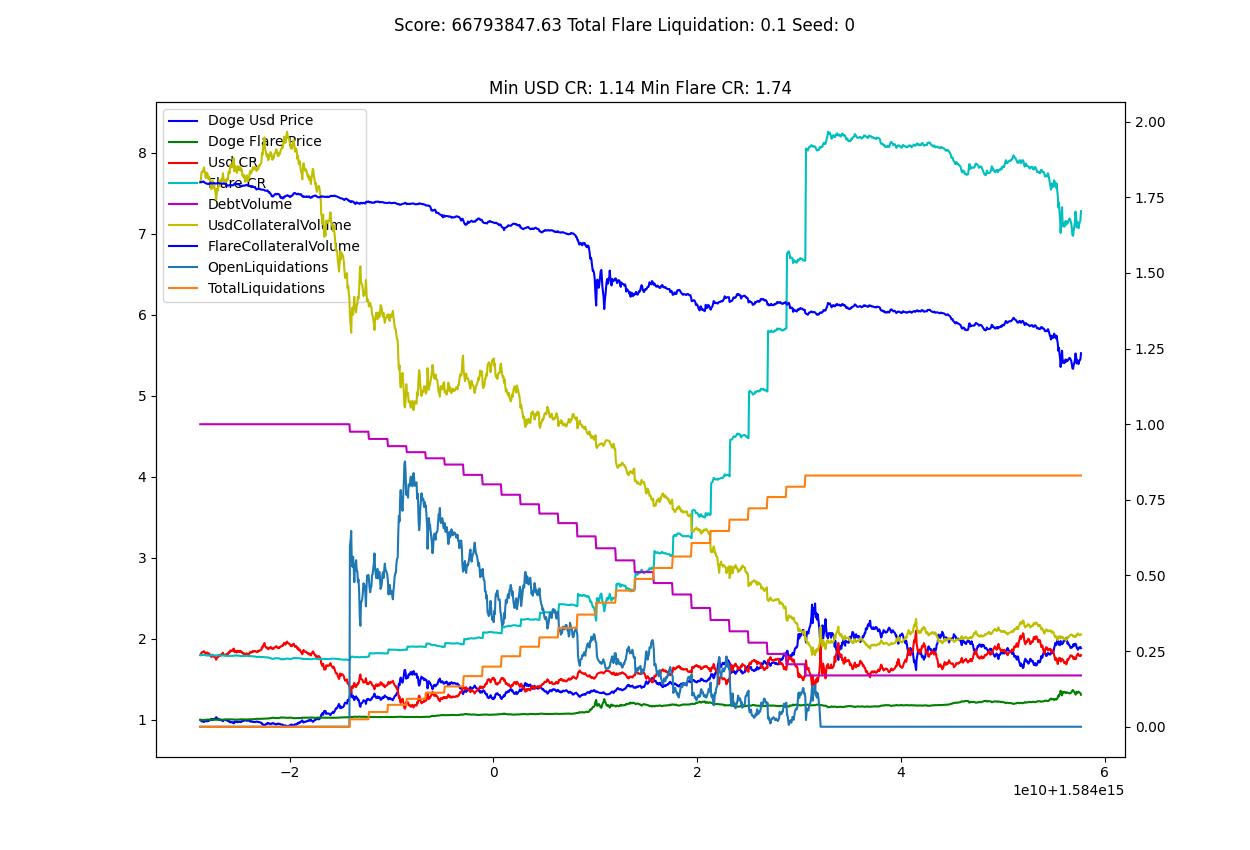 Score: 66793847.63 Total Flare Liquidation: 0.1 Seed: 0
Min USD CR: 1.14 Min Flare CR: 1.74
Doge Usd Price
Doge Flare Price
Usd CR
Flare CR
DebtVolume
UsdCollateralVolume
FlareCollateralVolume
OpenLiquidations
TotalLiquidations
8
7
6
5
4
3
2
1
2.00
1.75
1.50
1.25
1.00
0.75
0.50
0.25
0.00
−2 0 2 4 6
1e10+1.584e15